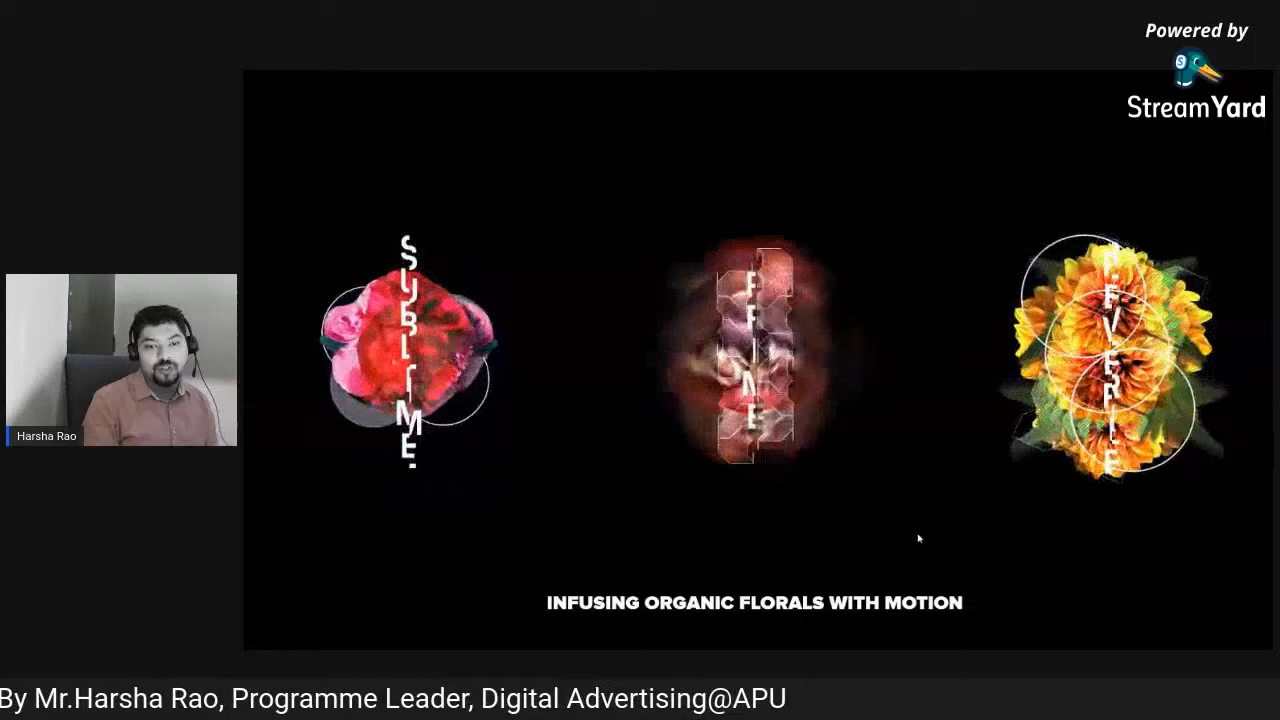 Powered by
StreamYard
SUBLIME.
Harsha Rao
INFUSING ORGANIC FLORALS WITH MOTION
By Mr.Harsha Rao, Programme Leader, Digital Advertising@APU